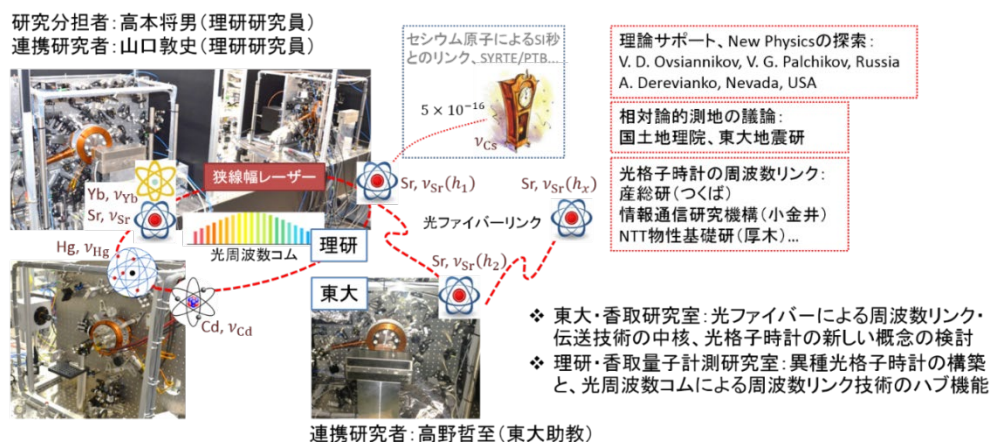 研究分担者：高本将男（理研研究員）
連携研究者：山口敦史（理研研究員）
セシウム原子によるSI秒
とのリンク、SYRTE/PTB...
5 × 10⁻¹⁶
νCs
理論サポート、New Physicsの探索：
V. D. Ovsiannikov, V. G. Palchikov, Russia
A. Derevianko, Nevada, USA
相対論的測地の議論：
国土地理院、東大地震研
光格子時計の周波数リンク：
産総研（つくば）
情報通信研究機構（小金井）
NTT物性基礎研（厚木）...
狭線幅レーザー
Yb, νYb
Sr, νSr
Sr, νSr(h₁)
Sr, νSr(hₓ)
光ファイバーリンク
Hg, νHg
光周波数コム
理研
Sr, νSr(h₂)
東大
Cd, νCd
❖ 東大・香取研究室：光ファイバーによる周波数リンク・
伝送技術の中核、光格子時計の新しい概念の検討
❖ 理研・香取量子計測研究室：異種光格子時計の構築
と、光周波数コムによる周波数リンク技術のハブ機能
連携研究者：高野哲至（東大助教）